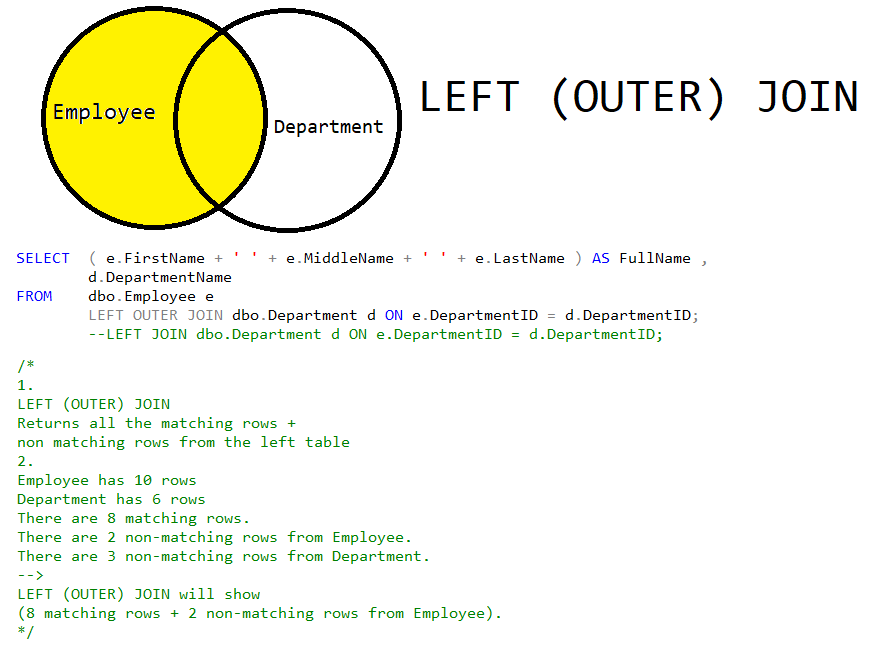 Employee
Department
LEFT (OUTER) JOIN
SELECT  ( e.FirstName + ' ' + e.MiddleName + ' ' + e.LastName ) AS FullName ,
        d.DepartmentName
FROM    dbo.Employee e
        LEFT OUTER JOIN dbo.Department d ON e.DepartmentID = d.DepartmentID;
        --LEFT JOIN dbo.Department d ON e.DepartmentID = d.DepartmentID;
/*
1.
LEFT (OUTER) JOIN
Returns all the matching rows +
non matching rows from the left table
2.
Employee has 10 rows
Department has 6 rows
There are 8 matching rows.
There are 2 non-matching rows from Employee.
There are 3 non-matching rows from Department.
-->
LEFT (OUTER) JOIN will show
(8 matching rows + 2 non-matching rows from Employee).
*/